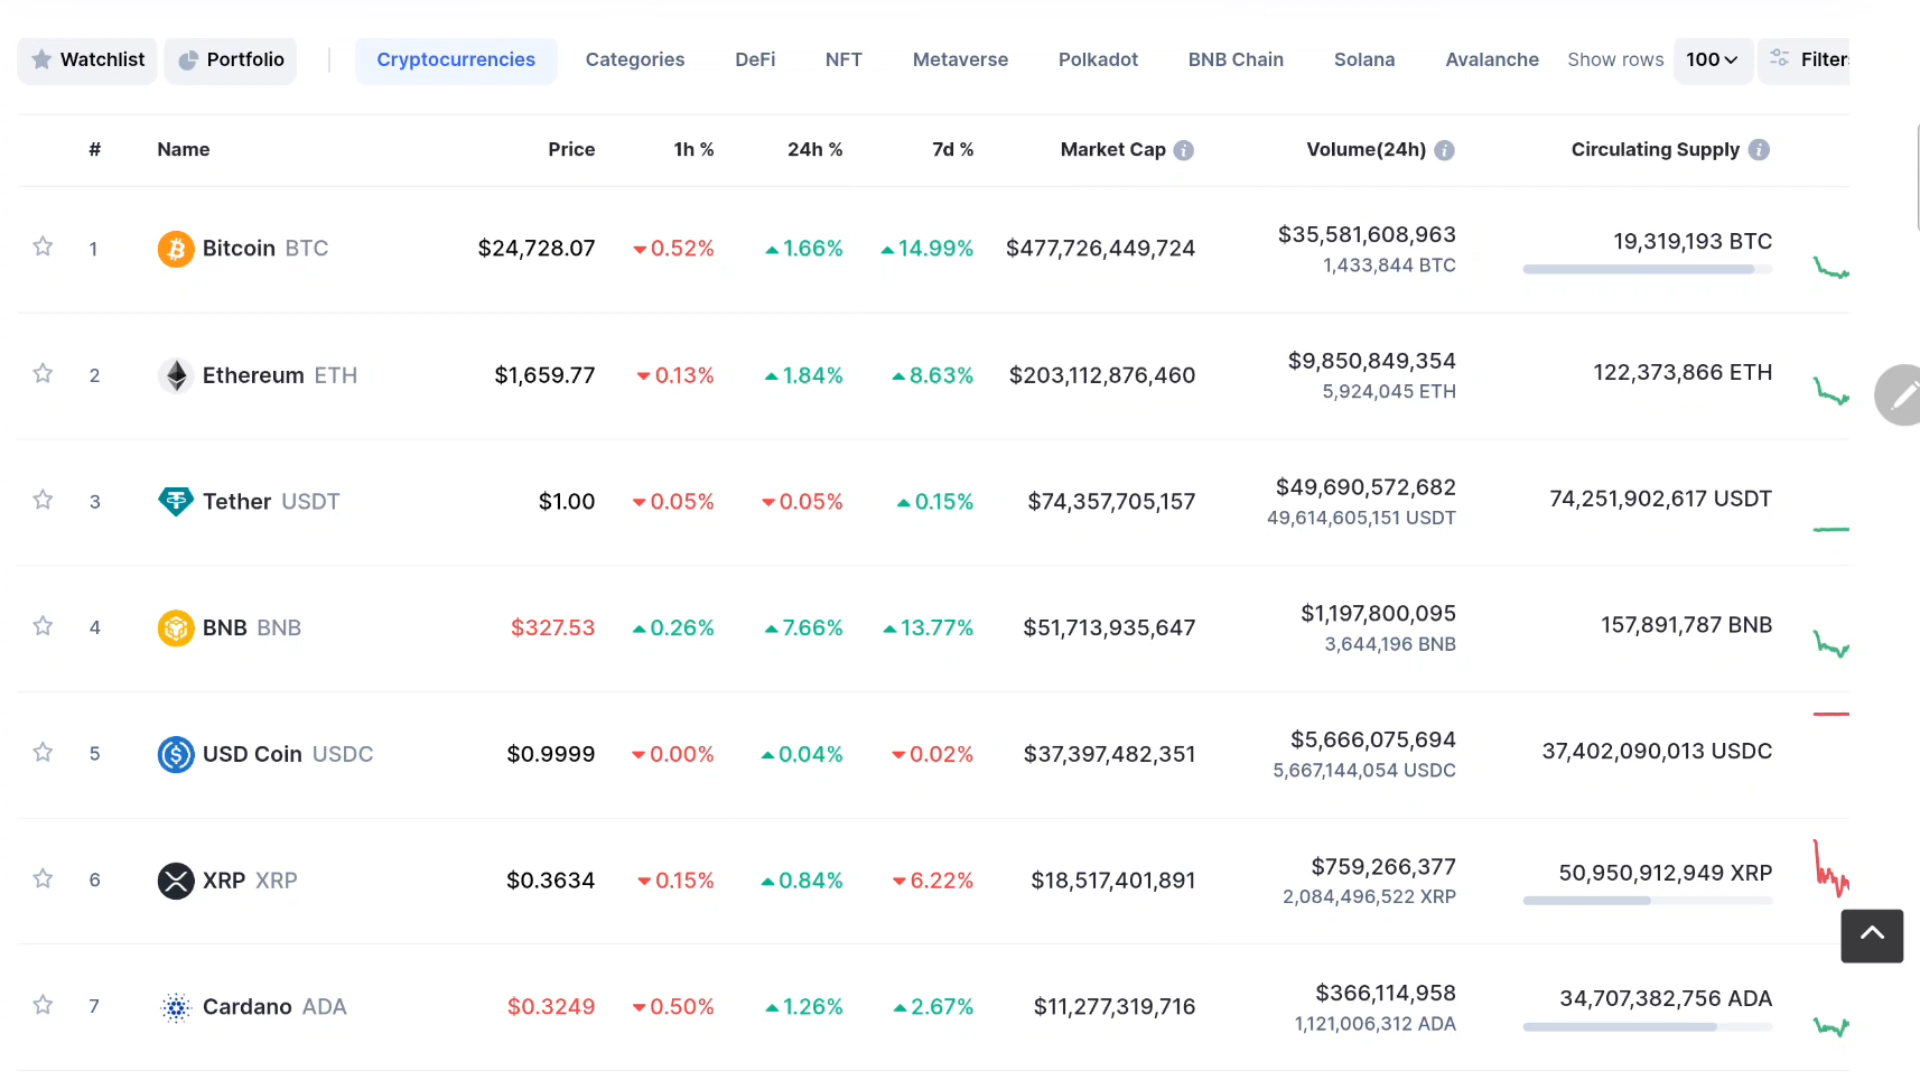 Watchlist Portfolio Cryptocurrencies Categories DeFi NFT Metaverse Polkadot BNB Chain Solana Avalanche Show rows 100 Filter
# Name Price 1h % 24h % 7d % Market Cap Volume(24h) Circulating Supply
1 Bitcoin BTC $24,728.07 0.52% 1.66% 14.99% $477,726,449,724 $35,581,608,963 19,319,193 BTC
1,433,844 BTC
2 Ethereum ETH $1,659.77 0.13% 1.84% 8.63% $203,112,876,460 $9,850,849,354 122,373,866 ETH
5,924,045 ETH
3 Tether USDT $1.00 0.05% 0.05% 0.15% $74,357,705,157 $49,690,572,682 74,251,902,617 USDT
49,614,605,151 USDT
4 BNB BNB $327.53 0.26% 7.66% 13.77% $51,713,935,647 $1,197,800,095 157,891,787 BNB
3,644,196 BNB
5 USD Coin USDC $0.9999 0.00% 0.04% 0.02% $37,397,482,351 $5,666,075,694 37,402,090,013 USDC
5,667,144,054 USDC
6 XRP XRP $0.3634 0.15% 0.84% 6.22% $18,517,401,891 $759,266,377 50,950,912,949 XRP
2,084,496,522 XRP
7 Cardano ADA $0.3249 0.50% 1.26% 2.67% $11,277,319,716 $366,114,958 34,707,382,756 ADA
1,121,006,312 ADA